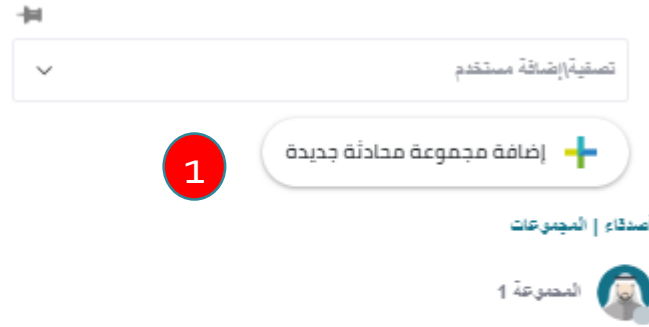 تصفية\إضافة مستخدم
إضافة مجموعة محادثة جديدة
1
أصدقاء | المجموعات
المجموعة 1